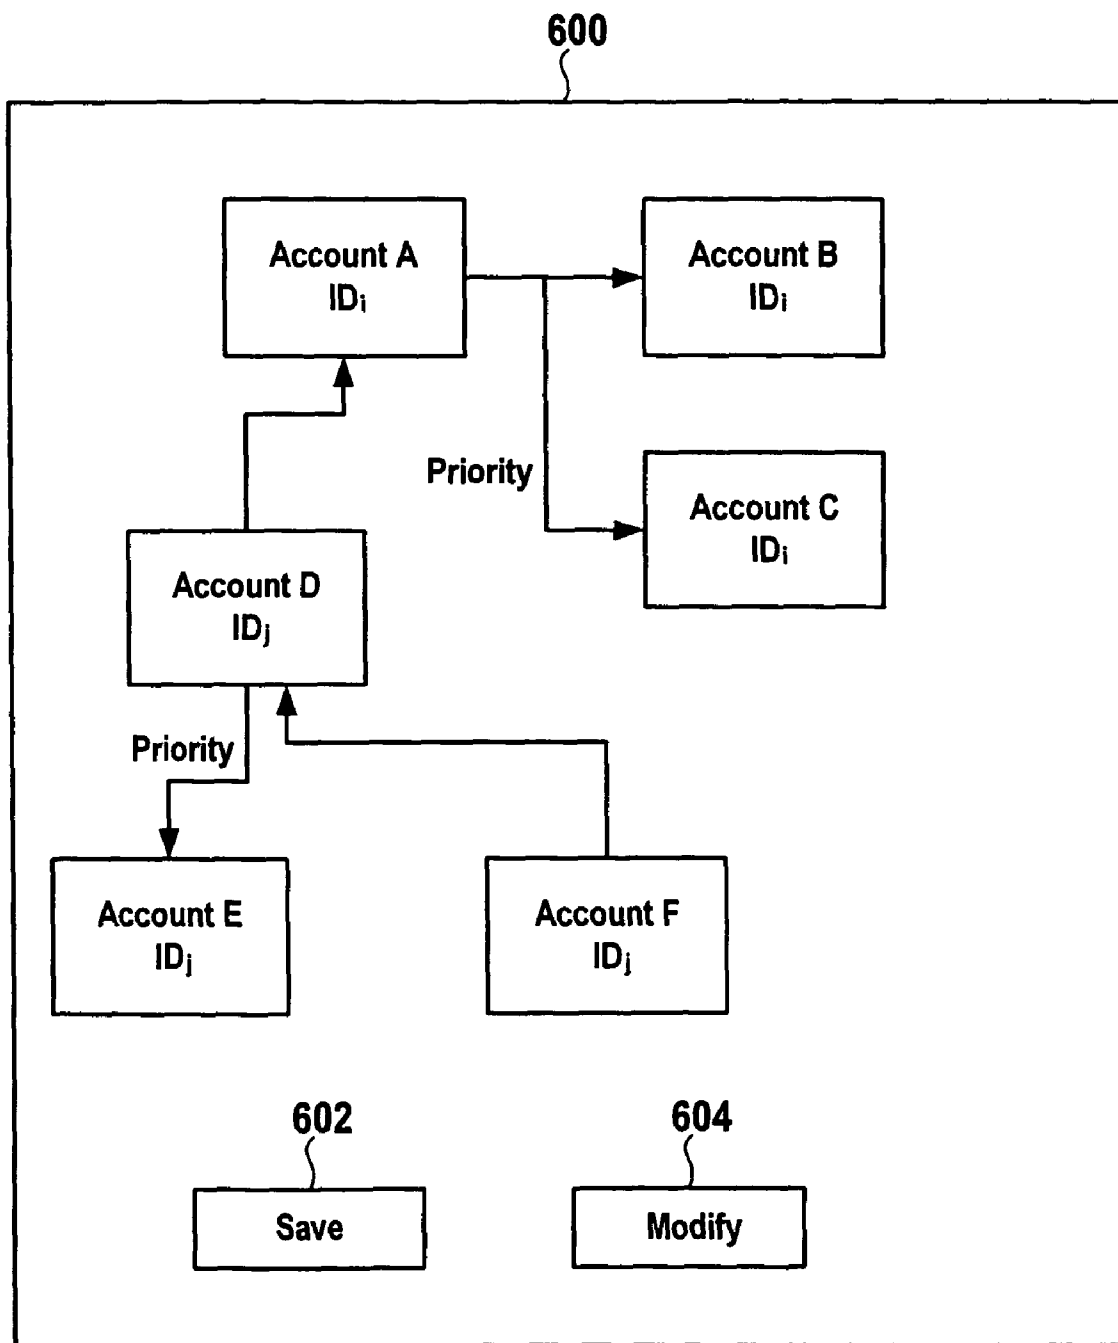 600
Account A
IDi
Account B
IDi
Priority
Account C
IDi
Account D
IDj
Priority
Account E
IDj
Account F
IDj
602
604
Save
Modify